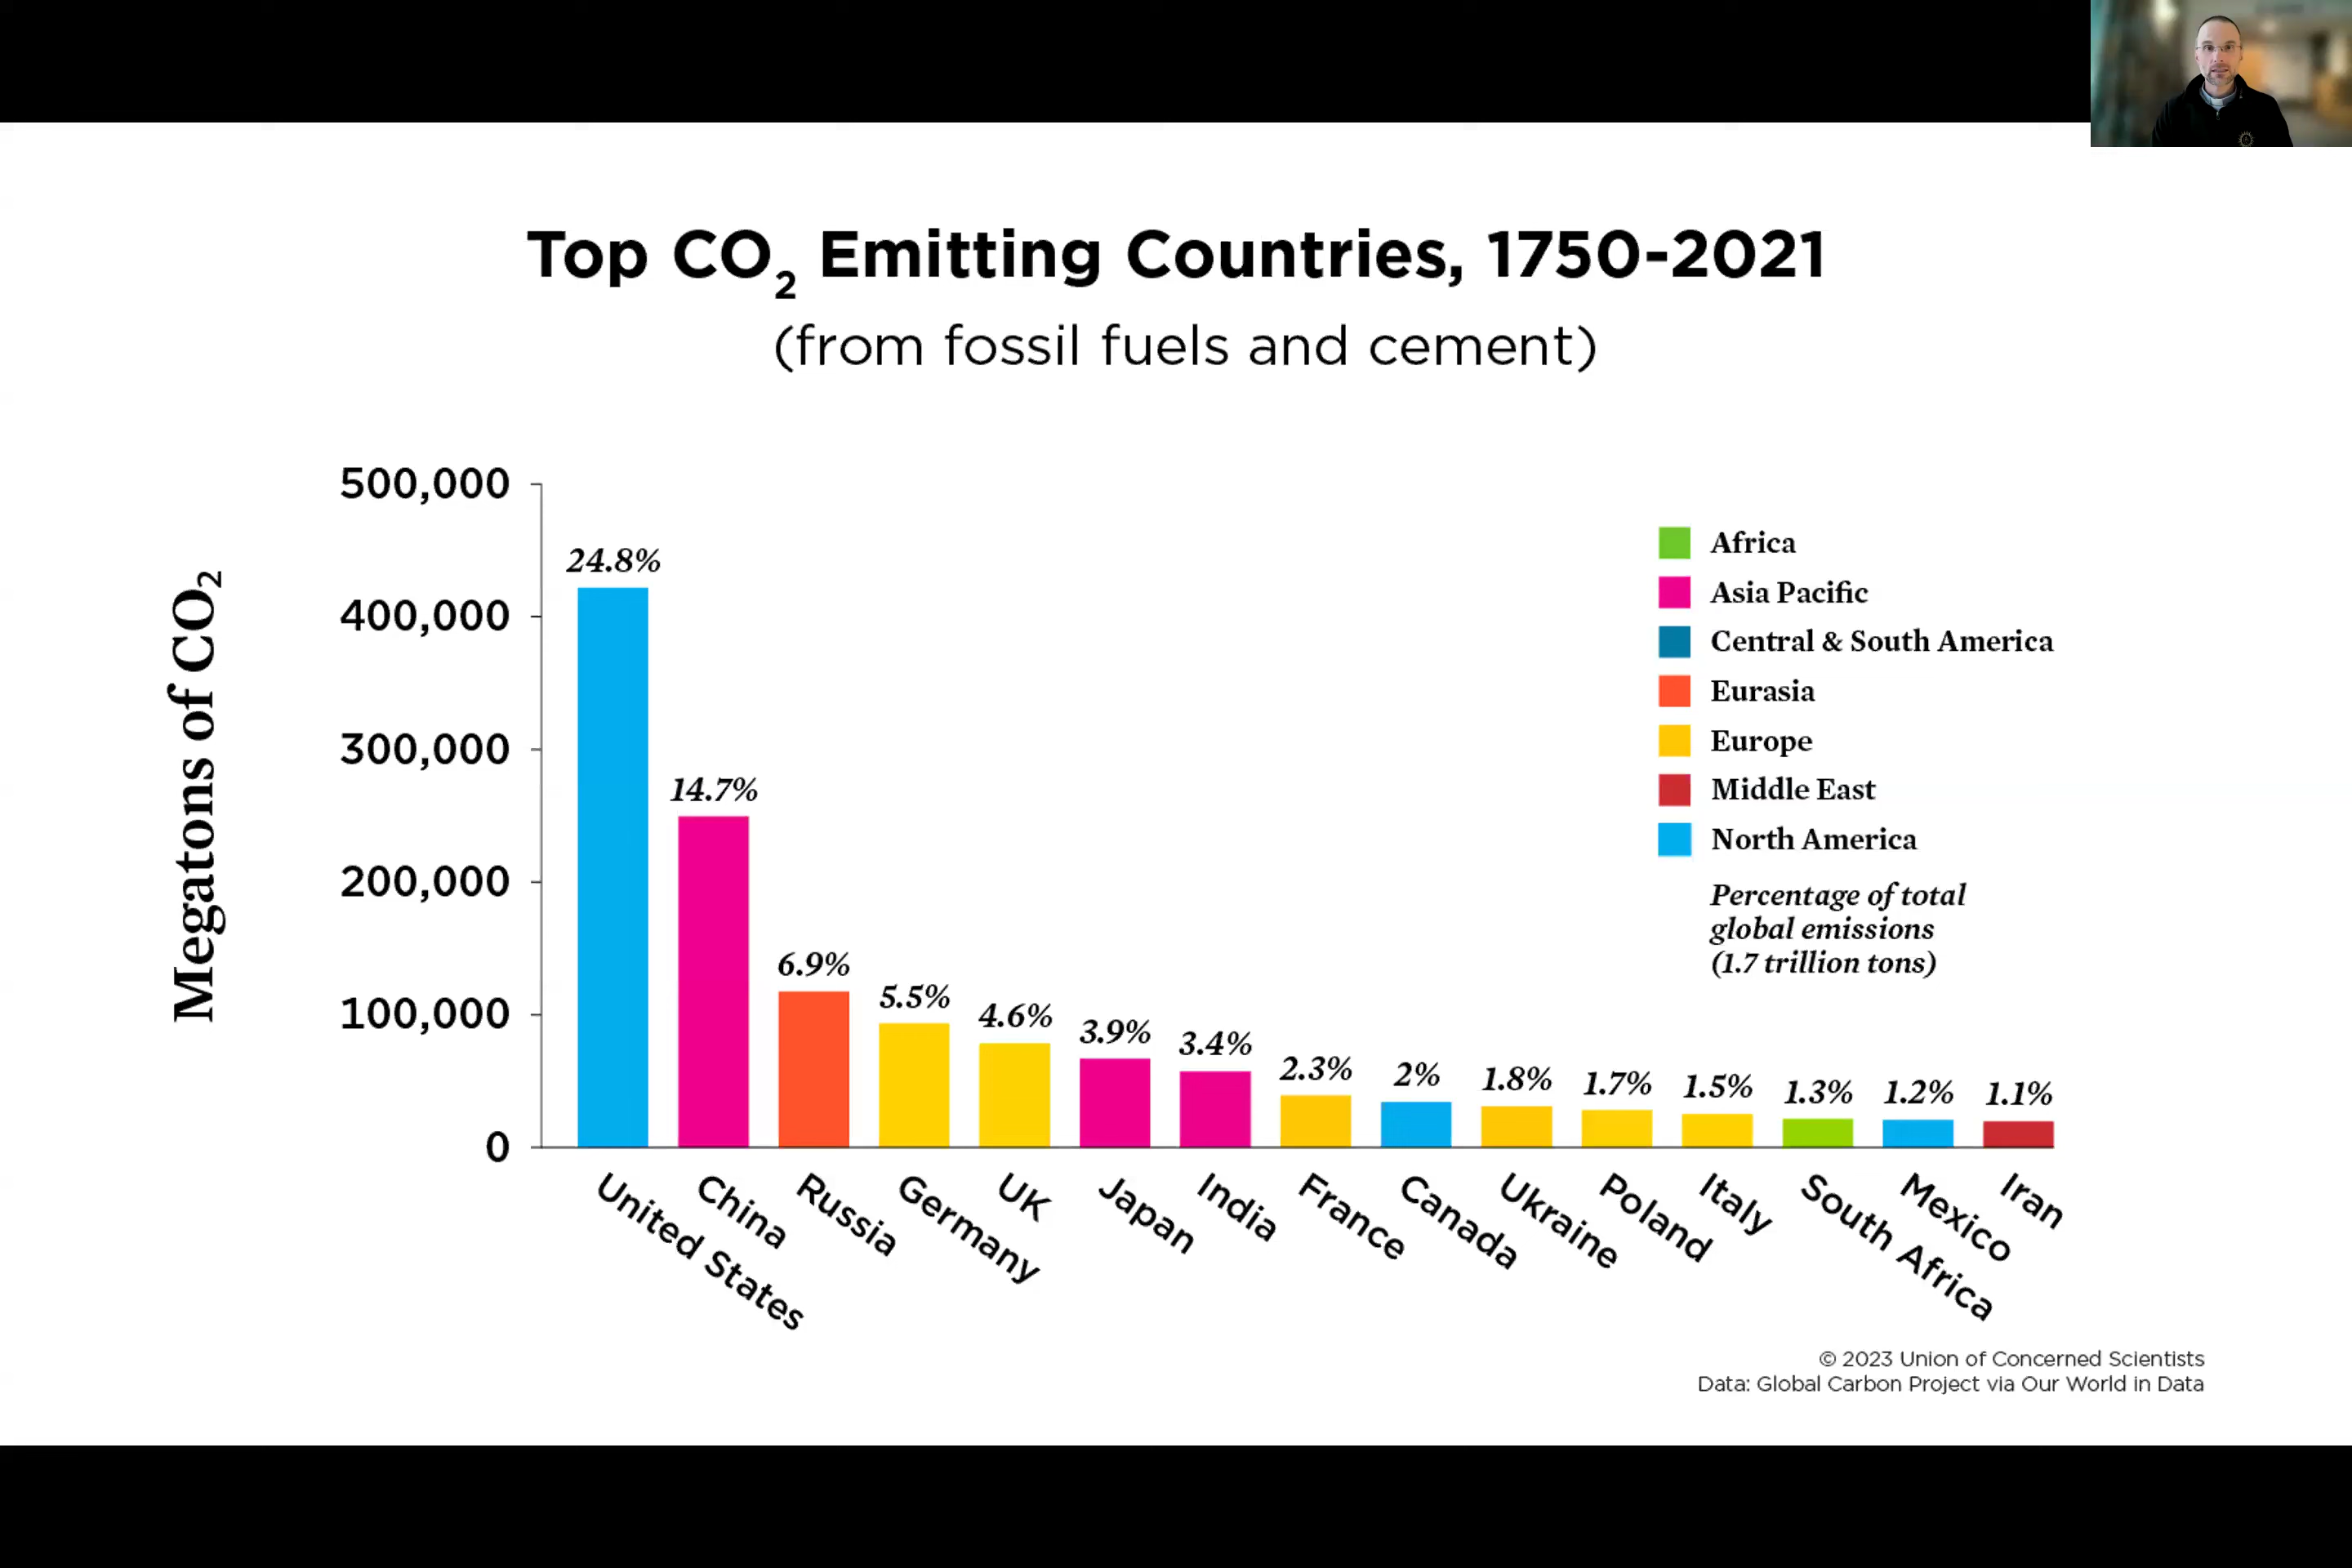 Top CO₂ Emitting Countries, 1750-2021
(from fossil fuels and cement)
Megatons of CO₂
500,000
400,000
300,000
200,000
100,000
0
24.8%
14.7%
6.9%
5.5%
4.6%
3.9%
3.4%
2.3%
2%
1.8%
1.7%
1.5%
1.3%
1.2%
1.1%
United States
China
Russia
Germany
UK
Japan
India
France
Canada
Ukraine
Poland
Italy
South Africa
Mexico
Iran
Africa
Asia Pacific
Central & South America
Eurasia
Europe
Middle East
North America
Percentage of total
global emissions
(1.7 trillion tons)
© 2023 Union of Concerned Scientists
Data: Global Carbon Project via Our World in Data